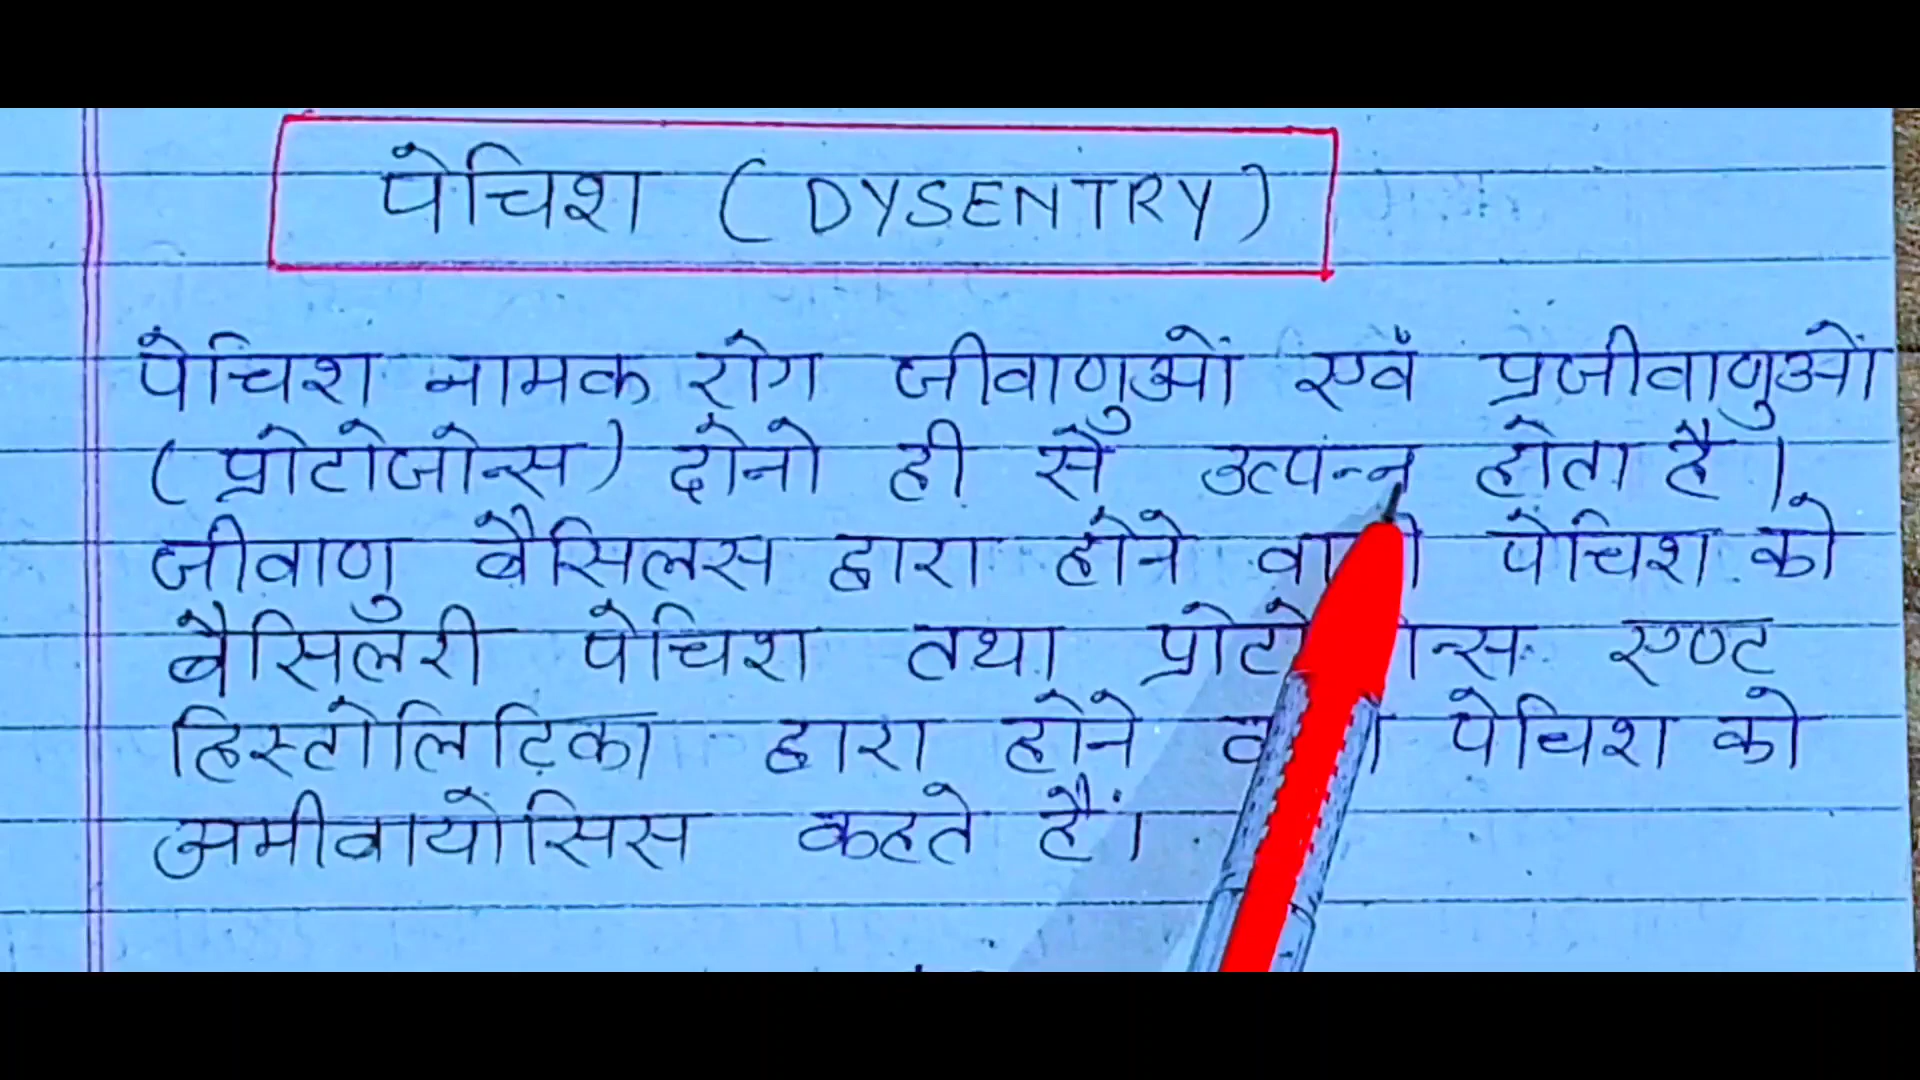 पेचिश (DYSENTRY)
पेचिश नामक रोग जीवाणुओं एवं प्रजीवाणुओं
(प्रोटोजोन्स) दोनो ही से उत्पन्न होता है।
जीवाणु बैसिलस द्वारा होने पेचिश को
बैसिलरी पेचिश तथा एण्ट
हिस्टोलिटिका द्वारा होने पेचिश को
अमीबायोसिस कहते हैं।